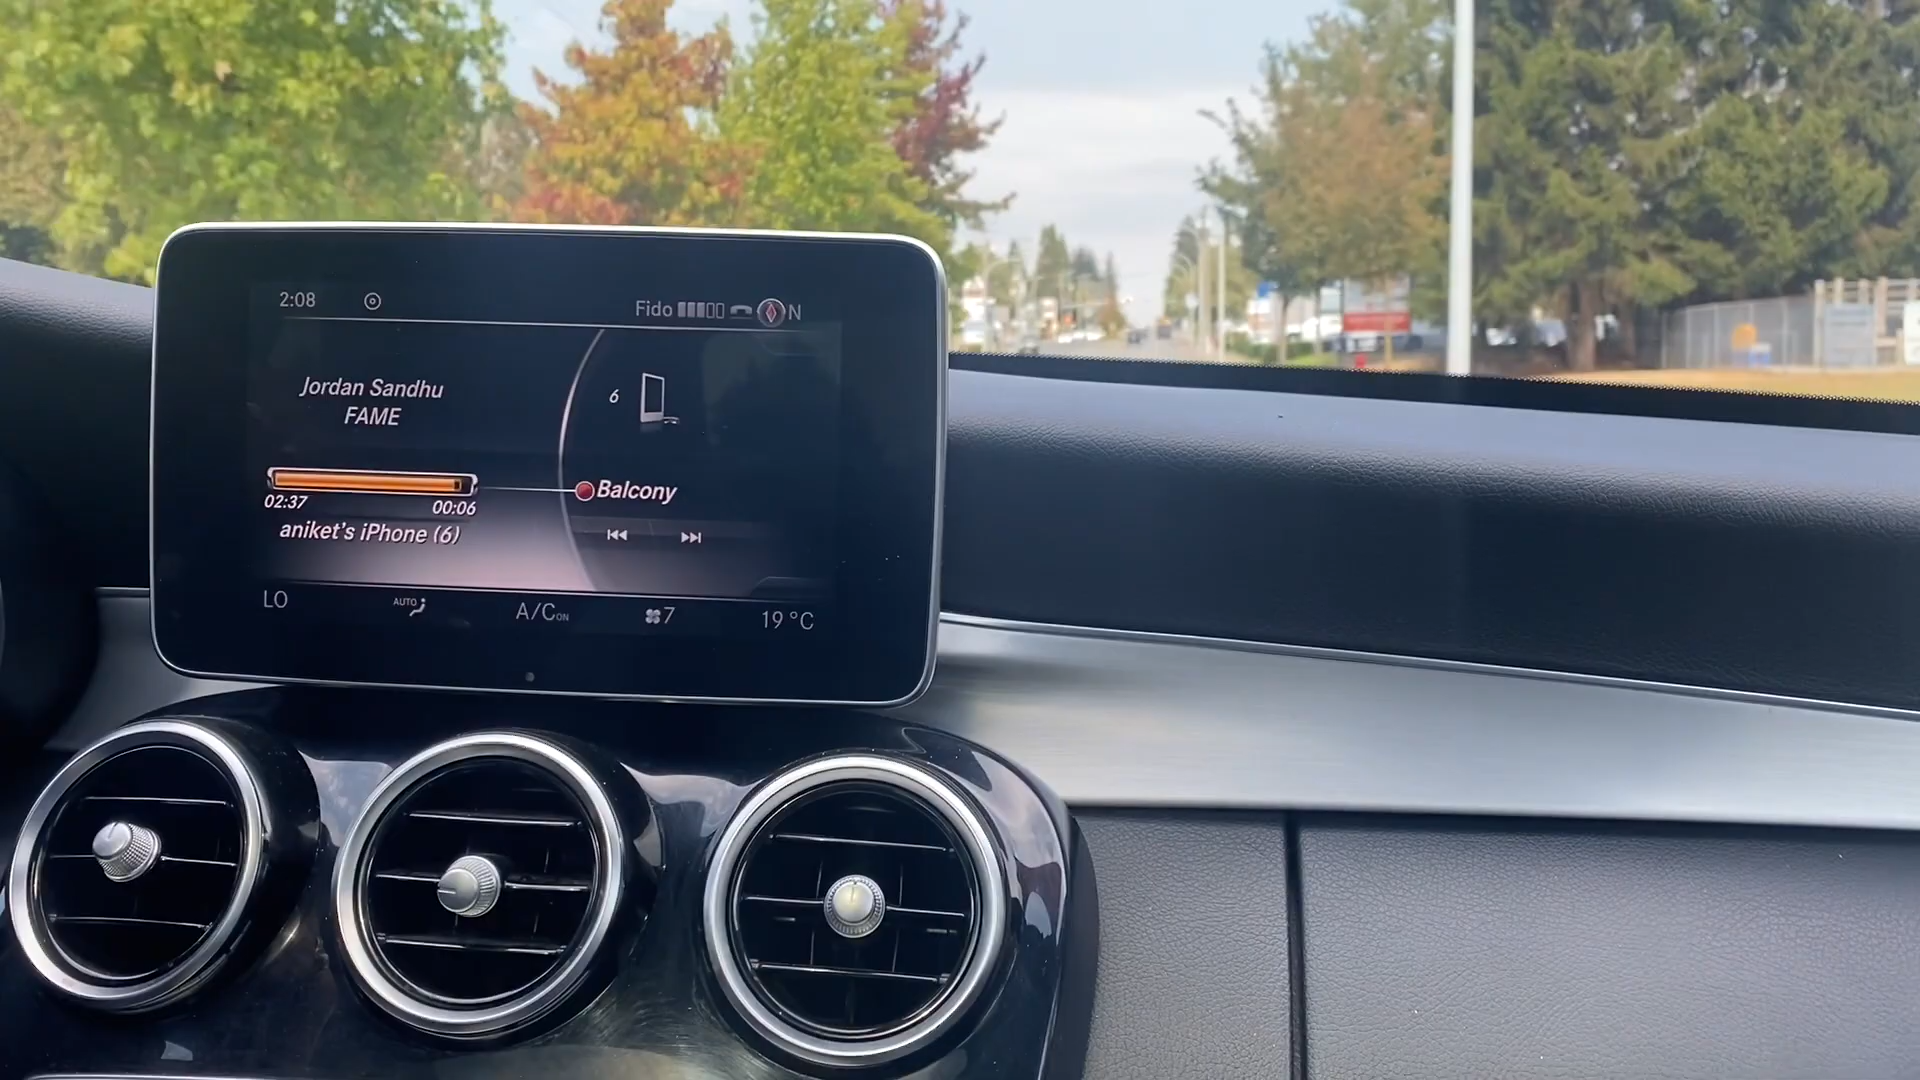 2:08
Fido N
Jordan Sandhu
FAME
6
02:37
00:06
Balcony
aniket's iPhone (6)
LO
AUTO
A/C ON
7
19 °C